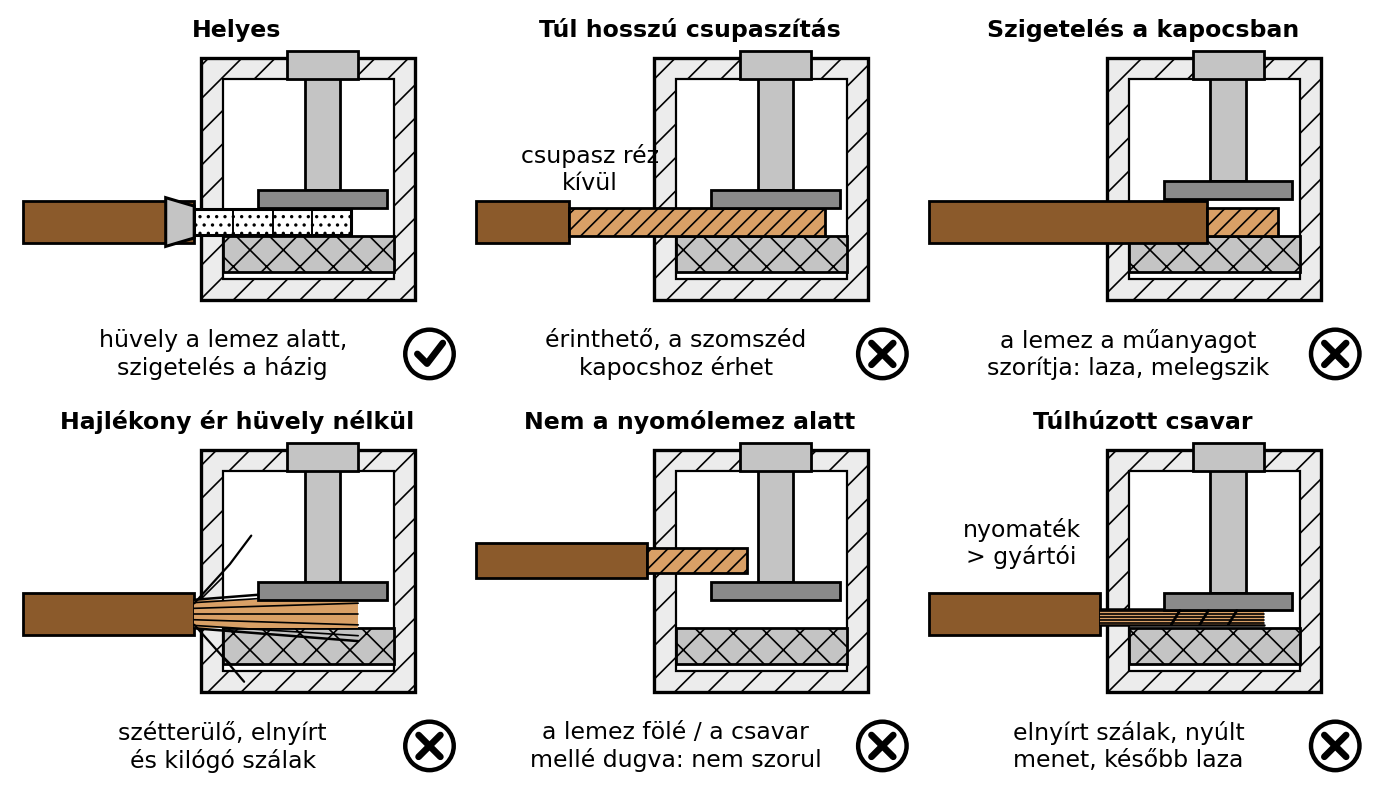 Helyes
Túl hosszú csupaszítás
Szigetelés a kapocsban
csupasz réz
kívül
hüvely a lemez alatt,
szigetelés a házig
érinthető, a szomszéd
kapocshoz érhet
a lemez a műanyagot
szorítja: laza, melegszik
Hajlékony ér hüvely nélkül
Nem a nyomólemez alatt
Túlhúzott csavar
nyomaték
> gyártói
szétterülő, elnyírt
és kilógó szálak
a lemez fölé / a csavar
mellé dugva: nem szorul
elnyírt szálak, nyúlt
menet, később laza